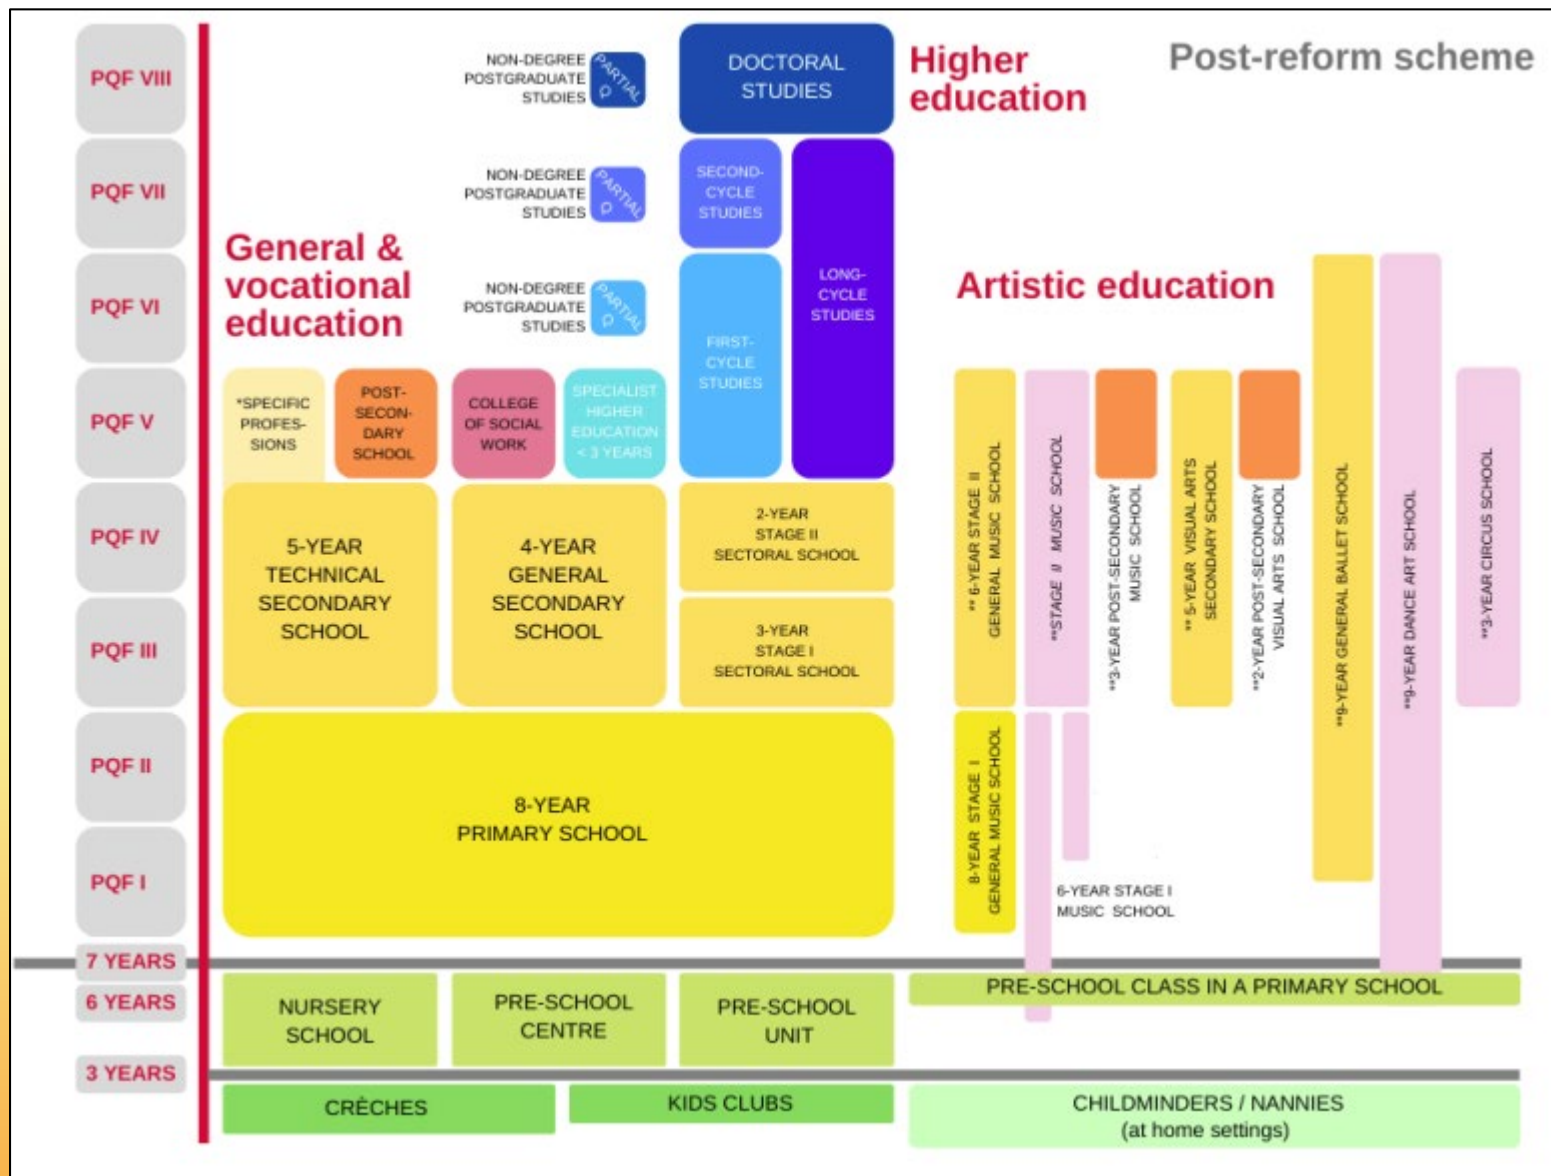 Post-reform scheme
Higher
education
General &
vocational
education
Artistic education
PQF VIII
PQF VII
PQF VI
PQF V
PQF IV
PQF III
PQF II
PQF I
7 YEARS
6 YEARS
3 YEARS
NON-DEGREE
POSTGRADUATE
STUDIES
PARTIAL
Q
DOCTORAL
STUDIES
NON-DEGREE
POSTGRADUATE
STUDIES
PARTIAL
Q
SECOND-
CYCLE
STUDIES
LONG-
CYCLE
STUDIES
NON-DEGREE
POSTGRADUATE
STUDIES
PARTIAL
Q
FIRST-
CYCLE
STUDIES
*SPECIFIC
PROFES-
SIONS
POST-
SECON-
DARY
SCHOOL
COLLEGE
OF SOCIAL
WORK
SPECIALIST
HIGHER
EDUCATION
< 3 YEARS
5-YEAR
TECHNICAL
SECONDARY
SCHOOL
4-YEAR
GENERAL
SECONDARY
SCHOOL
2-YEAR
STAGE II
SECTORAL SCHOOL
3-YEAR
STAGE I
SECTORAL SCHOOL
8-YEAR
PRIMARY SCHOOL
** 6-YEAR STAGE II
GENERAL MUSIC SCHOOL
**STAGE II MUSIC SCHOOL
**3-YEAR POST-SECONDARY
MUSIC SCHOOL
** 5-YEAR VISUAL ARTS
SECONDARY SCHOOL
**2-YEAR POST-SECONDARY
VISUAL ARTS SCHOOL
**9-YEAR GENERAL BALLET SCHOOL
**9-YEAR DANCE ART SCHOOL
**3-YEAR CIRCUS SCHOOL
8-YEAR STAGE I
GENERAL MUSIC SCHOOL
6-YEAR STAGE I
MUSIC SCHOOL
NURSERY
SCHOOL
PRE-SCHOOL
CENTRE
PRE-SCHOOL
UNIT
PRE-SCHOOL CLASS IN A PRIMARY SCHOOL
CRÈCHES
KIDS CLUBS
CHILDMINDERS / NANNIES
(at home settings)